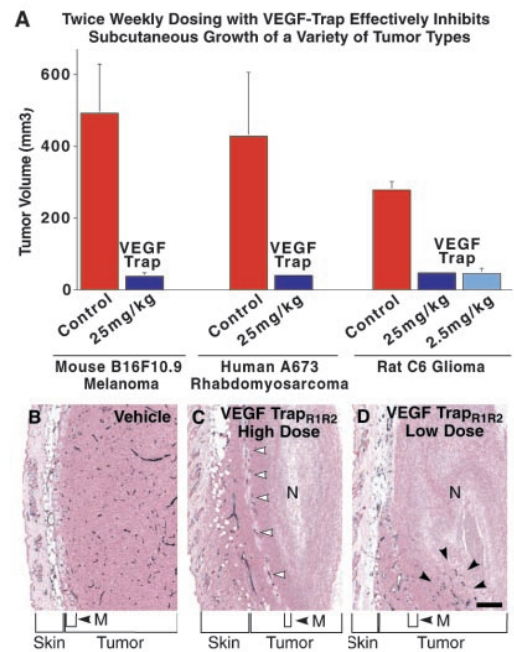 A
Twice Weekly Dosing with VEGF-Trap Effectively Inhibits
Subcutaneous Growth of a Variety of Tumor Types
Tumor Volume (mm3)
600
400
200
0
VEGF
Trap
VEGF
Trap
VEGF
Trap
Control
25mg/kg
Control
25mg/kg
Control
25mg/kg
2.5mg/kg
Mouse B16F10.9
Melanoma
Human A673
Rhabdomyosarcoma
Rat C6 Glioma
B
Vehicle
C
VEGF TrapR1R2
High Dose
N
D
VEGF TrapR1R2
Low Dose
N
M
Skin
Tumor
M
Skin
Tumor
M
Skin
Tumor